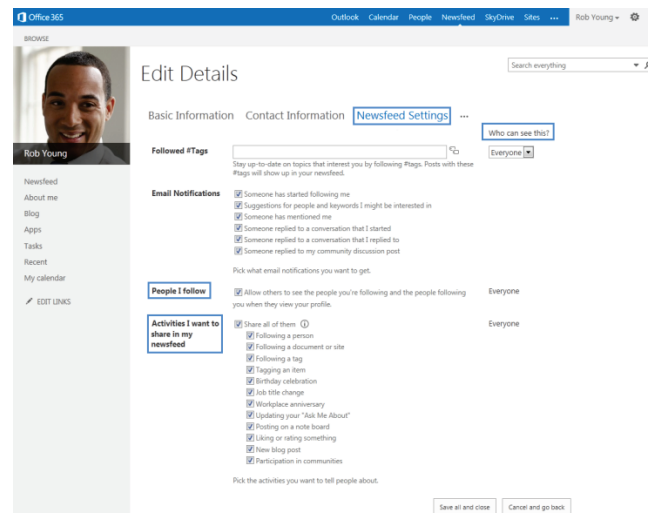 Office 365
Outlook Calendar People Newsfeed SkyDrive Sites ... Rob Young
BROWSE
Search everything
Edit Details
Basic Information Contact Information Newsfeed Settings ...
Who can see this?
Rob Young
Followed #Tags
Everyone
Stay up-to-date on topics that interest you by following #tags. Posts with these
#tags will show up in your newsfeed.
Newsfeed
About me
Blog
Apps
Tasks
Recent
My calendar
EDIT LINKS
Email Notifications
Someone has started following me
Suggestions for people and keywords I might be interested in
Someone has mentioned me
Someone replied to a conversation that I started
Someone replied to a conversation that I replied to
Someone replied to my community discussion post
Pick what email notifications you want to get.
People I follow
Allow others to see the people you're following and the people following
you when they view your profile.
Everyone
Activities I want to
share in my
newsfeed
Share all of them
Everyone
Following a person
Following a document or site
Following a tag
Tagging an item
Birthday celebration
Job title change
Workplace anniversary
Updating your "Ask Me About"
Posting on a note board
Liking or rating something
New blog post
Participation in communities
Pick the activities you want to tell people about.
Save all and close Cancel and go back